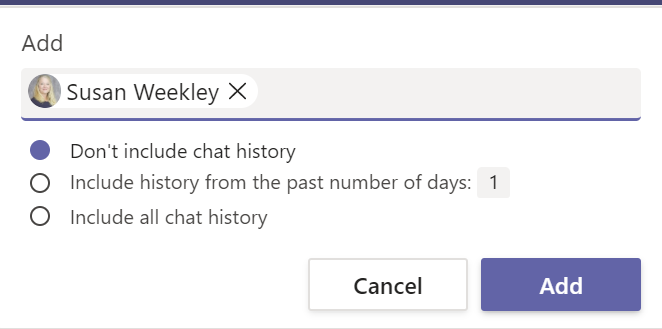 Add
Susan Weekley
Don't include chat history
Include history from the past number of days: 1
Include all chat history
Cancel Add